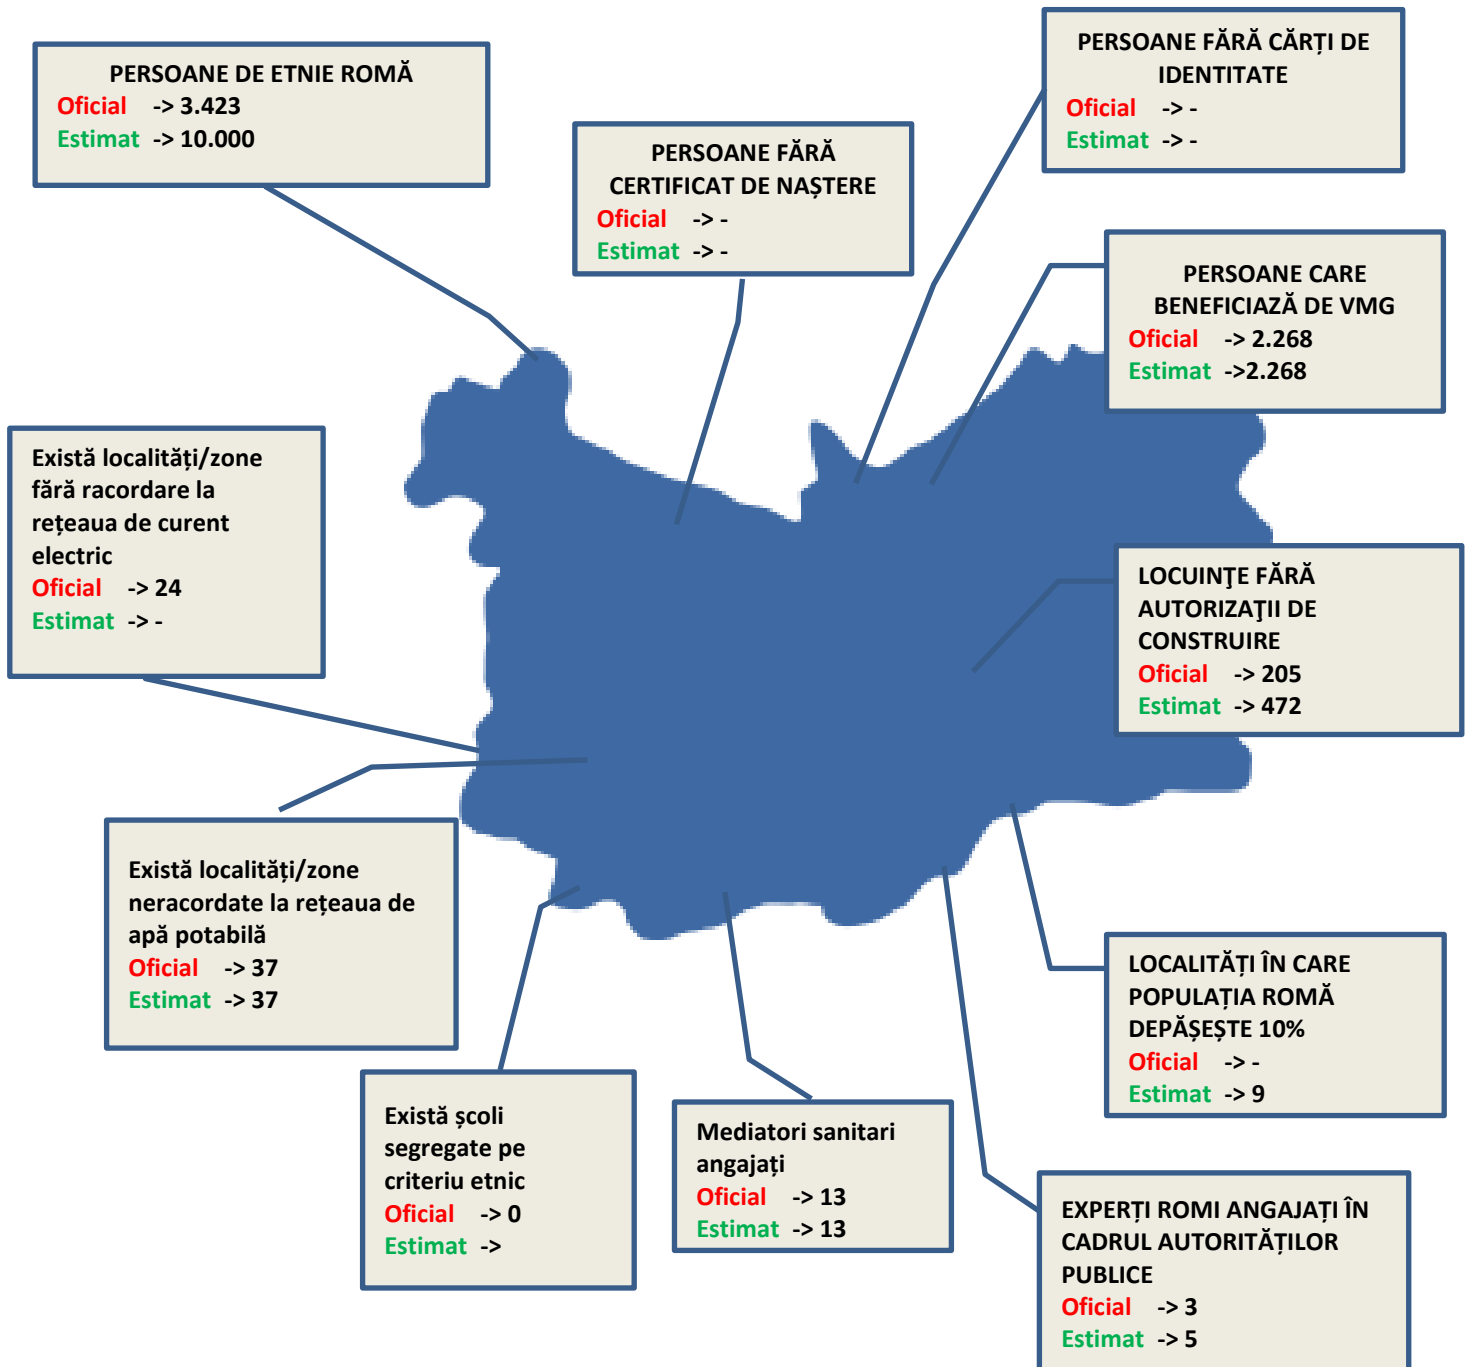 PERSOANE DE ETNIE ROMĂ
Oficial -> 3.423
Estimat -> 10.000
PERSOANE FĂRĂ CĂRȚI DE
IDENTITATE
Oficial -> -
Estimat -> -
PERSOANE FĂRĂ
CERTIFICAT DE NAȘTERE
Oficial -> -
Estimat -> -
PERSOANE CARE
BENEFICIAZĂ DE VMG
Oficial -> 2.268
Estimat ->2.268
Există localități/zone
fără racordare la
rețeaua de curent
electric
Oficial -> 24
Estimat -> -
LOCUINŢE FĂRĂ
AUTORIZAŢII DE
CONSTRUIRE
Oficial -> 205
Estimat -> 472
Există localități/zone
neracordate la rețeaua de
apă potabilă
Oficial -> 37
Estimat -> 37
LOCALITĂȚI ÎN CARE
POPULAȚIA ROMĂ
DEPĂȘEȘTE 10%
Oficial -> -
Estimat -> 9
Există școli
segregate pe
criteriu etnic
Oficial -> 0
Estimat ->
Mediatori sanitari
angajați
Oficial -> 13
Estimat -> 13
EXPERȚI ROMI ANGAJAȚI ÎN
CADRUL AUTORITĂȚILOR
PUBLICE
Oficial -> 3
Estimat -> 5